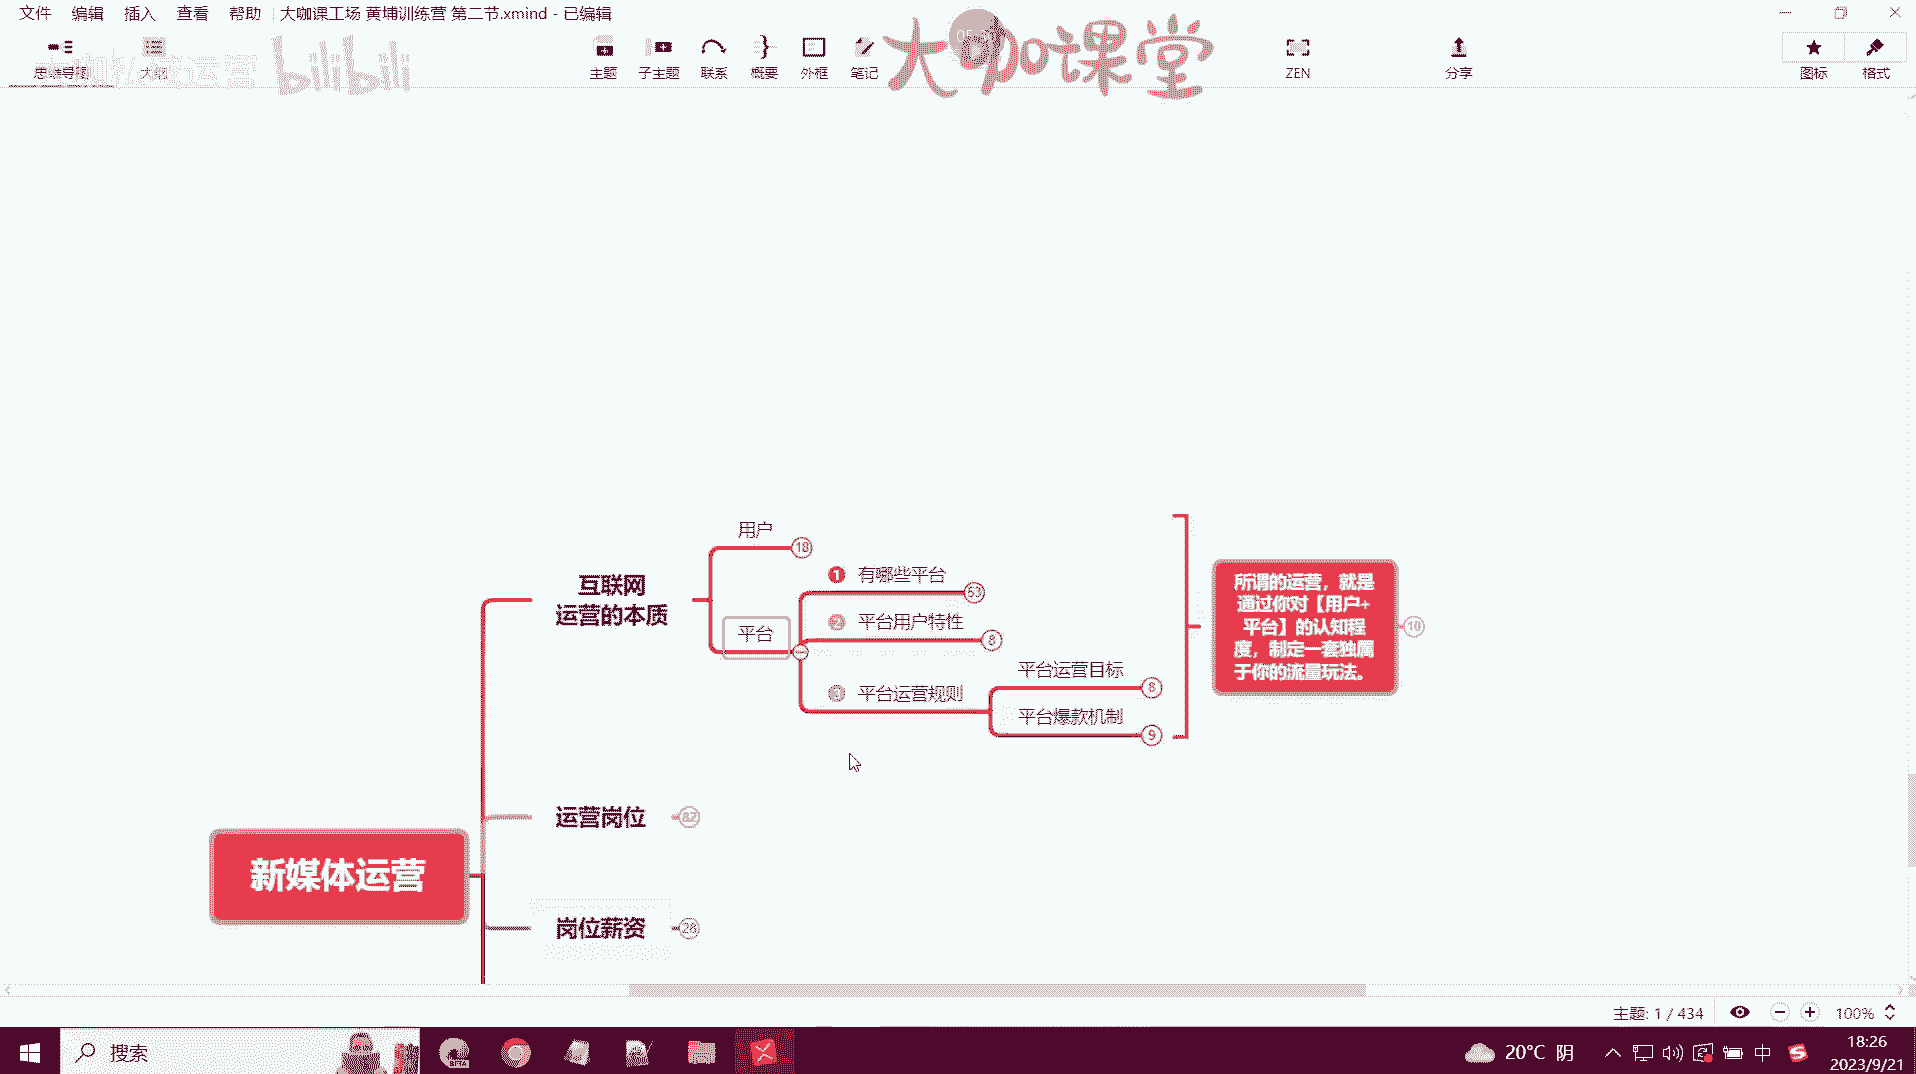 文件 编辑 插入 查看 帮助 大咖课工场 黄埔训练营 第二节.xmind - 已编辑
思维导图 大纲 主题 子主题 联系 概要 外框 笔记 ZEN 分享 图标 格式
bilibili
大咖课堂
用户 18
1 有哪些平台 53
2 平台用户特性 8
平台
3 平台运营规则
平台运营目标 8
平台爆款机制 9
互联网
运营的本质
所谓的运营，就是
通过你对【用户+
平台】的认知程
度，制定一套独属
于你的流量玩法。
10
运营岗位 82
新媒体运营
岗位薪资 28
主题: 1 / 434 100%
搜索
BETA
20°C 阴 中 18:26
2023/9/21